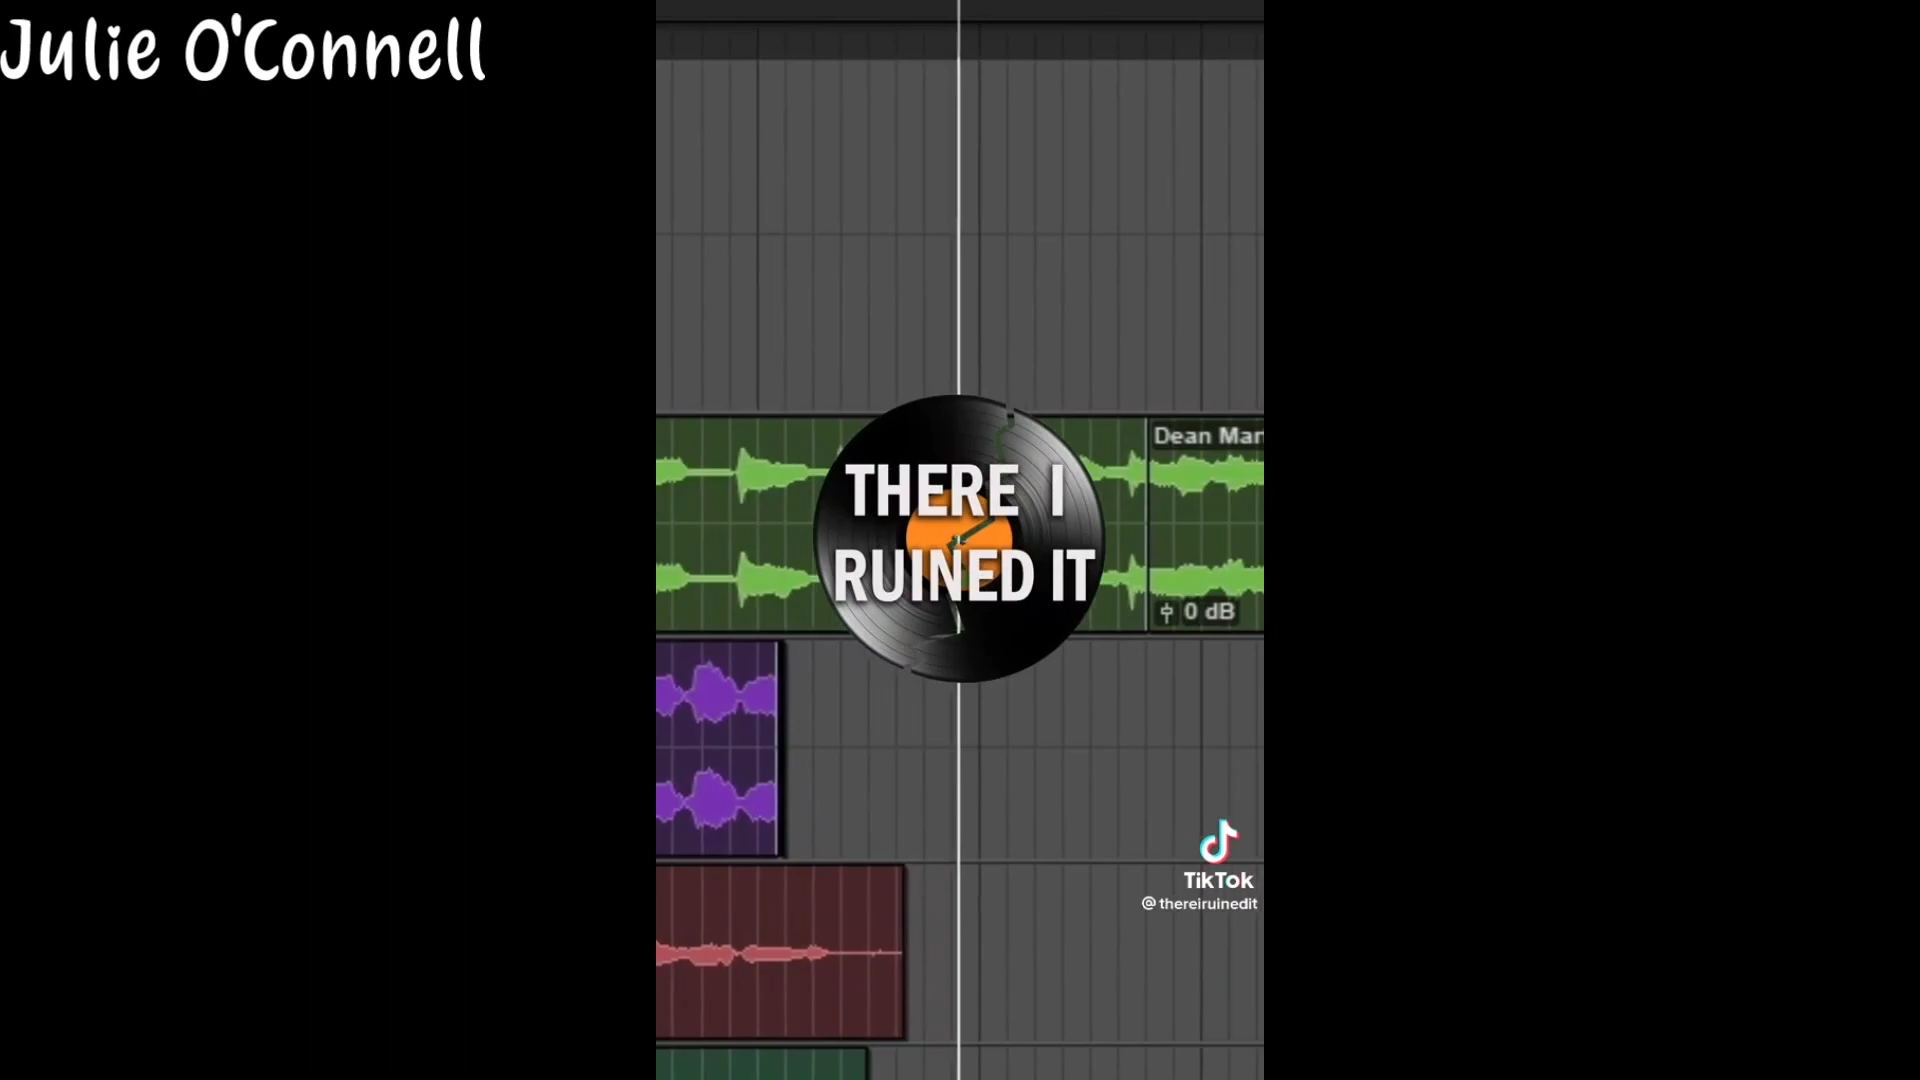 Julie O'Connell
Dean Mar
THERE I
RUINED IT
0 dB
TikTok
@thereiruinedit